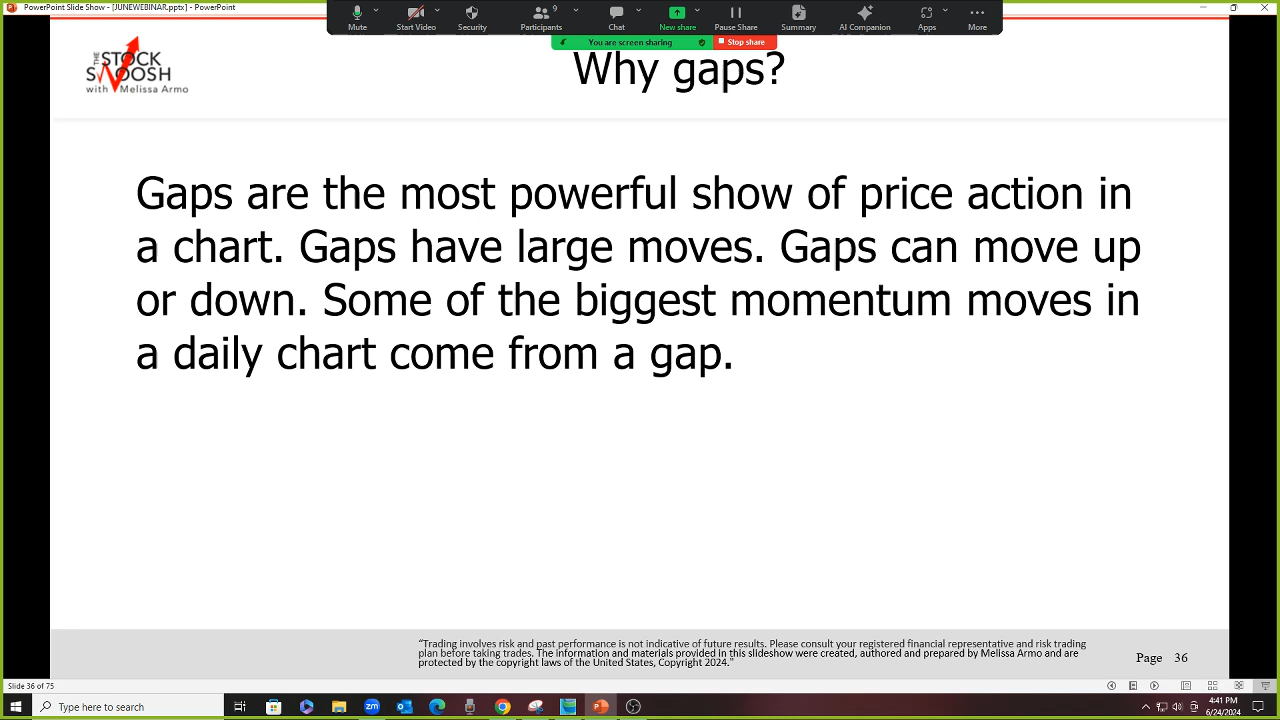 PowerPoint Slide Show - [JUNEWEBINAR.pptx] - PowerPoint
Mute
Start Video
Security
9
Participants
Chat
New share
Pause Share
Summary
AI Companion
Apps
More
You are screen sharing
Stop share
THE STOCK
SWOOSH
with Melissa Armo
Why gaps?
Gaps are the most powerful show of price action in
a chart. Gaps have large moves. Gaps can move up
or down. Some of the biggest momentum moves in
a daily chart come from a gap.
"Trading involves risk and past performance is not indicative of future results. Please consult your registered financial representative and risk trading
plan before taking trades. The information and materials provided in this slideshow were created, authored and prepared by Melissa Armo and are
protected by the copyright laws of the United States, Copyright 2024."
Page 36
Slide 36 of 75
Type here to search
4:41 PM
6/24/2024